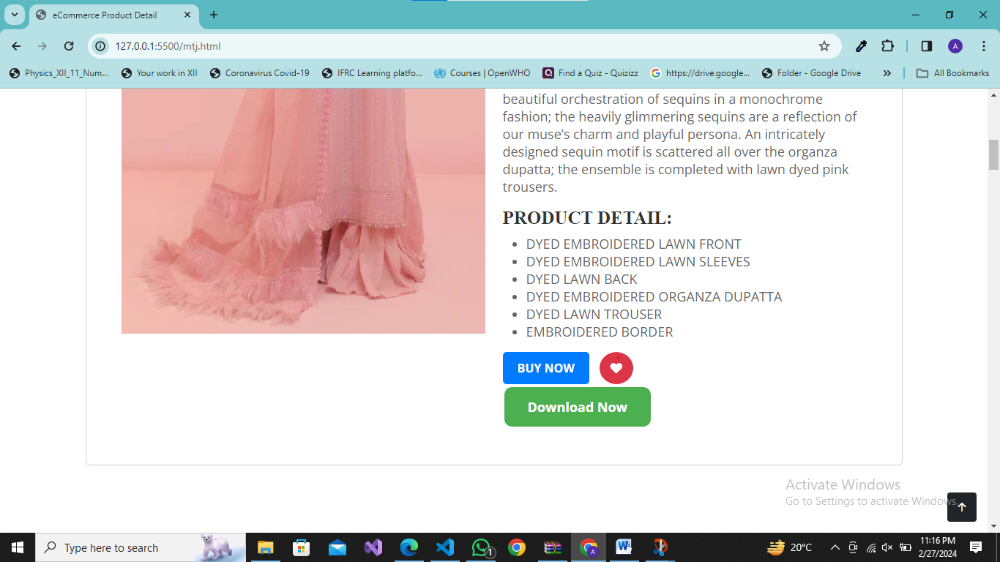 eCommerce Product Detail
127.0.0.1:5500/mtj.html
A
Physics_XII_11_Num...
Your work in XII
Coronavirus Covid-19
IFRC Learning platfo...
Courses | OpenWHO
Find a Quiz - Quizizz
https://drive.google...
Folder - Google Drive
All Bookmarks
beautiful orchestration of sequins in a monochrome
fashion; the heavily glimmering sequins are a reflection of
our muse’s charm and playful persona. An intricately
designed sequin motif is scattered all over the organza
dupatta; the ensemble is completed with lawn dyed pink
trousers.
PRODUCT DETAIL:
• DYED EMBROIDERED LAWN FRONT
• DYED EMBROIDERED LAWN SLEEVES
• DYED LAWN BACK
• DYED EMBROIDERED ORGANZA DUPATTA
• DYED LAWN TROUSER
• EMBROIDERED BORDER
BUY NOW
Download Now
Activate Windows
Go to Settings to activate Windows.
Type here to search
1
A
20°C
11:16 PM
2/27/2024